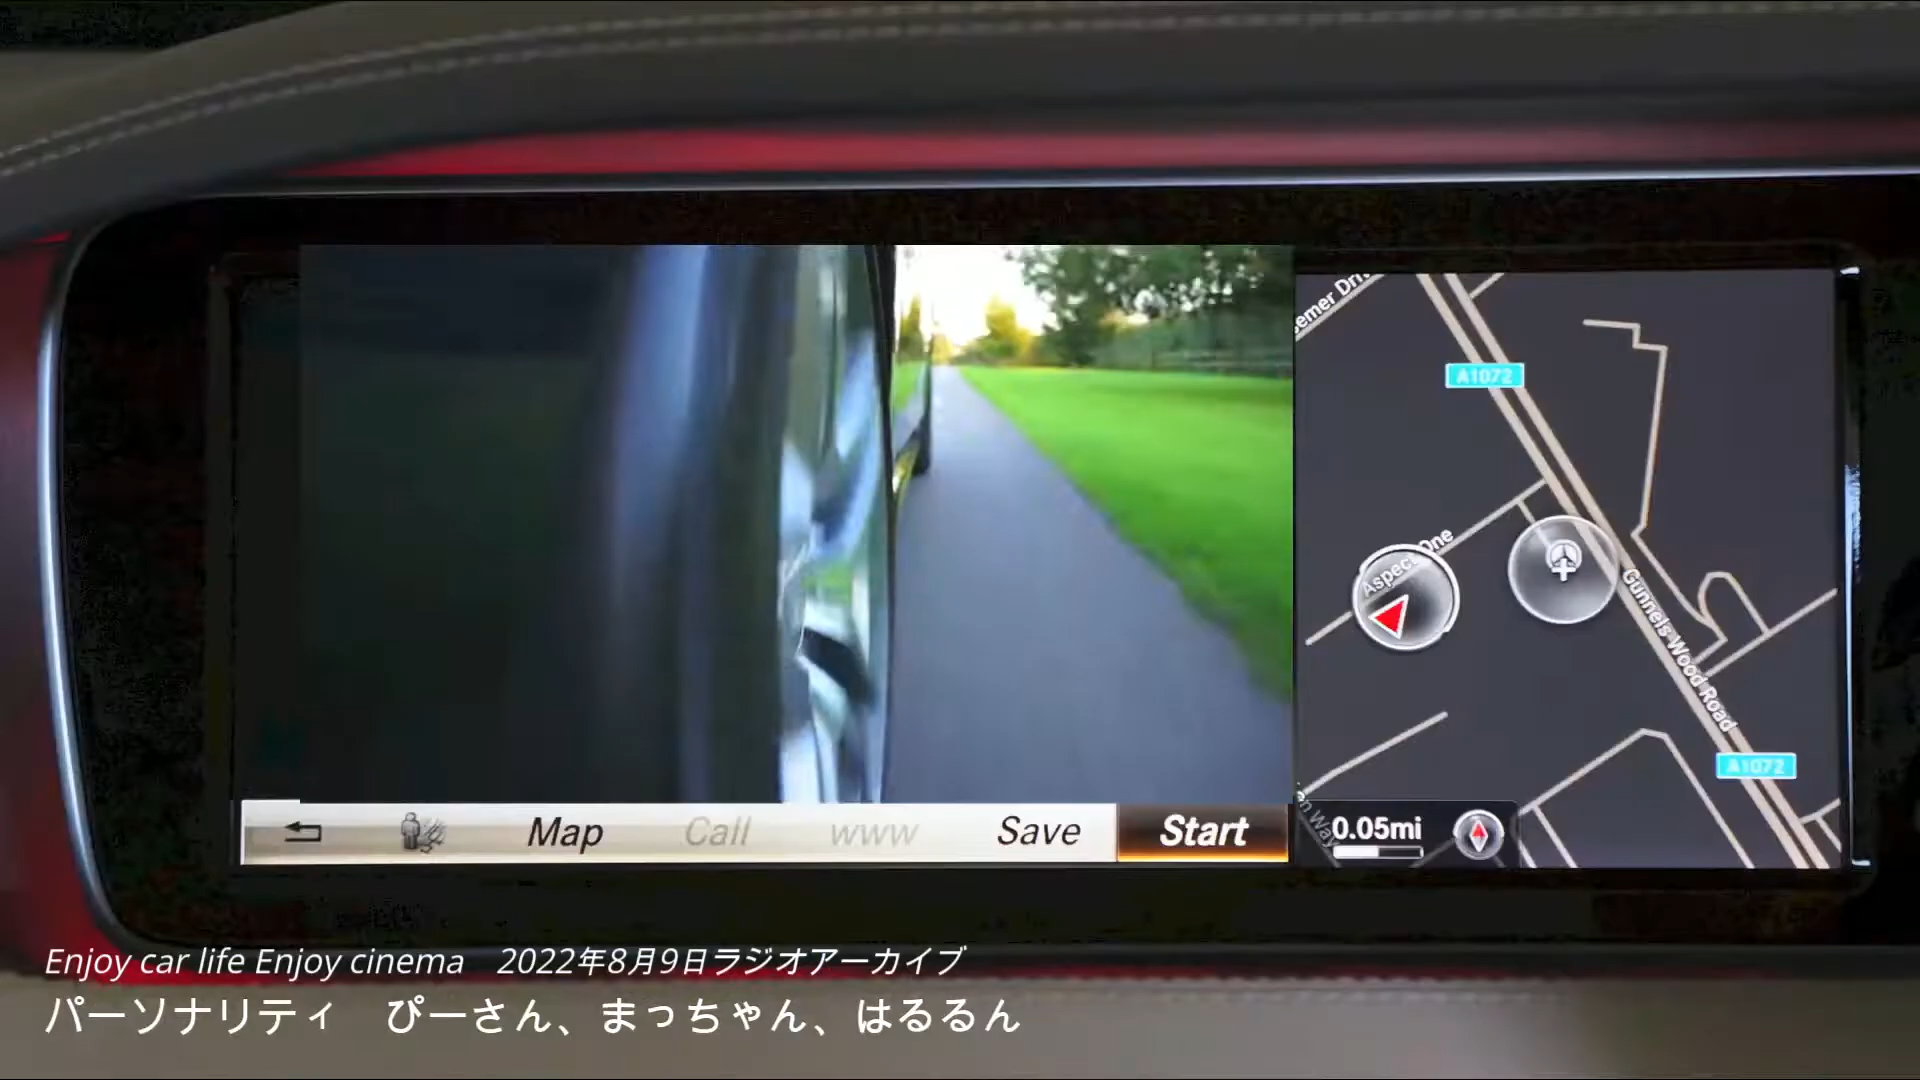 A1072
Aspect One
Gunnels Wood Road
A1072
Map Call www Save Start
0.05mi
Enjoy car life Enjoy cinema　2022年8月9日ラジオアーカイブ
パーソナリティ　ぴーさん、まっちゃん、はるるん